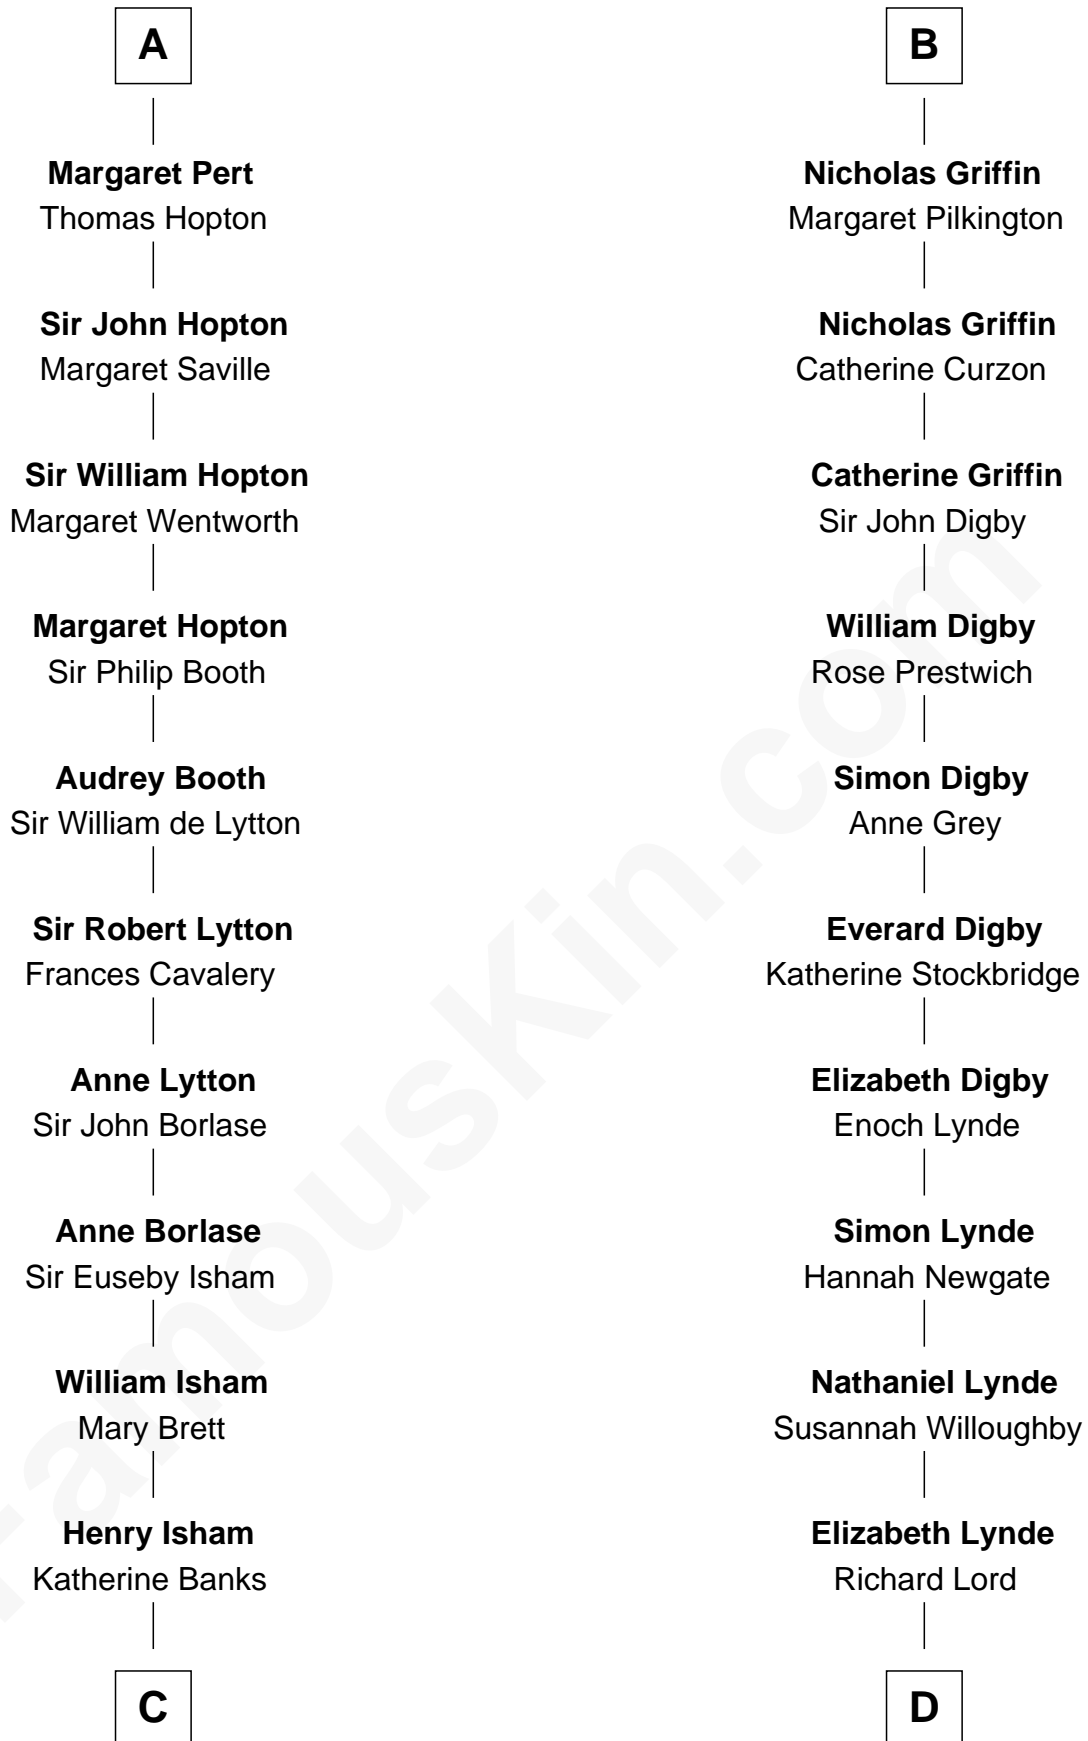 A
Margaret Pert
Thomas Hopton
Sir John Hopton
Margaret Saville
Sir William Hopton
Margaret Wentworth
Margaret Hopton
Sir Philip Booth
Audrey Booth
Sir William de Lytton
Sir Robert Lytton
Frances Cavalery
Anne Lytton
Sir John Borlase
Anne Borlase
Sir Euseby Isham
William Isham
Mary Brett
Henry Isham
Katherine Banks
C
B
Nicholas Griffin
Margaret Pilkington
Nicholas Griffin
Catherine Curzon
Catherine Griffin
Sir John Digby
William Digby
Rose Prestwich
Simon Digby
Anne Grey
Everard Digby
Katherine Stockbridge
Elizabeth Digby
Enoch Lynde
Simon Lynde
Hannah Newgate
Nathaniel Lynde
Susannah Willoughby
Elizabeth Lynde
Richard Lord
D
FamousKin.com